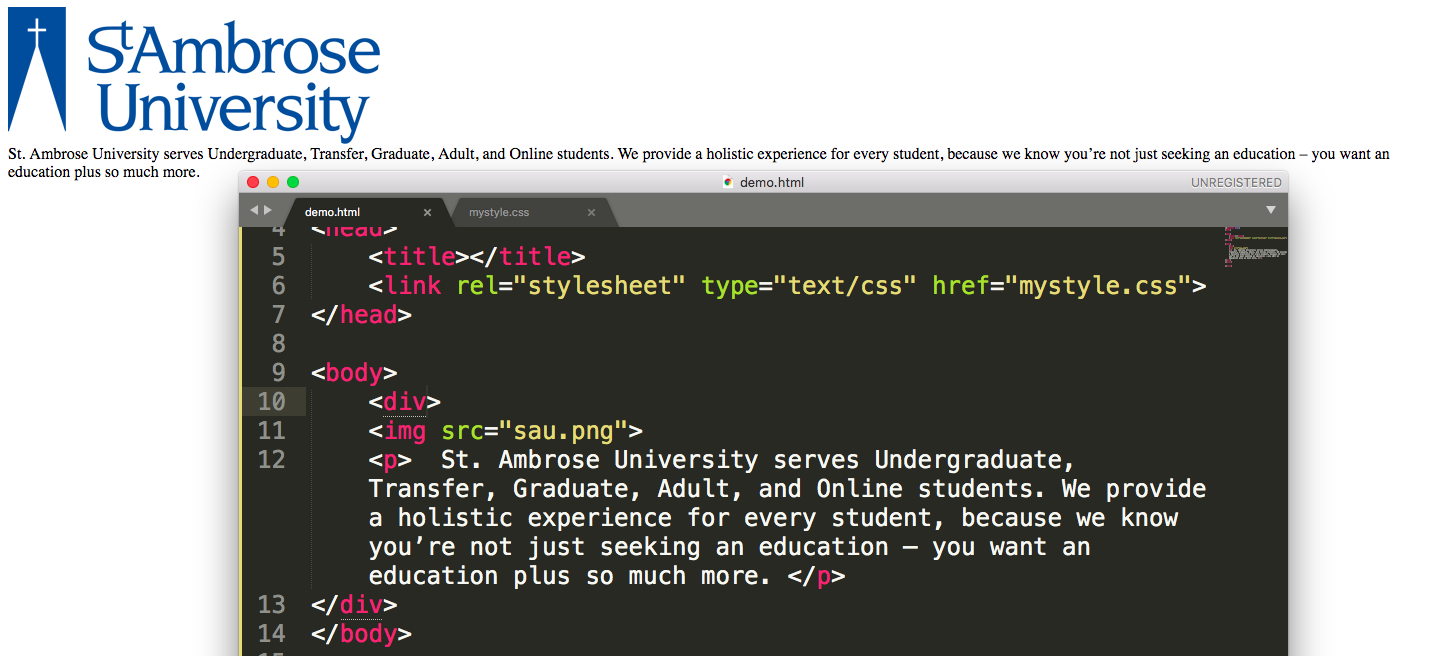 St Ambrose
University
St. Ambrose University serves Undergraduate, Transfer, Graduate, Adult, and Online students. We provide a holistic experience for every student, because we know you’re not just seeking an education – you want an
education plus so much more.
demo.html
UNREGISTERED
demo.html × mystyle.css ×
4 <head>
5 <title></title>
6 <link rel="stylesheet" type="text/css" href="mystyle.css">
7 </head>
8
9 <body>
10 <div>
11 <img src="sau.png">
12 <p>  St. Ambrose University serves Undergraduate,
Transfer, Graduate, Adult, and Online students. We provide
a holistic experience for every student, because we know
you’re not just seeking an education – you want an
education plus so much more. </p>
13 </div>
14 </body>